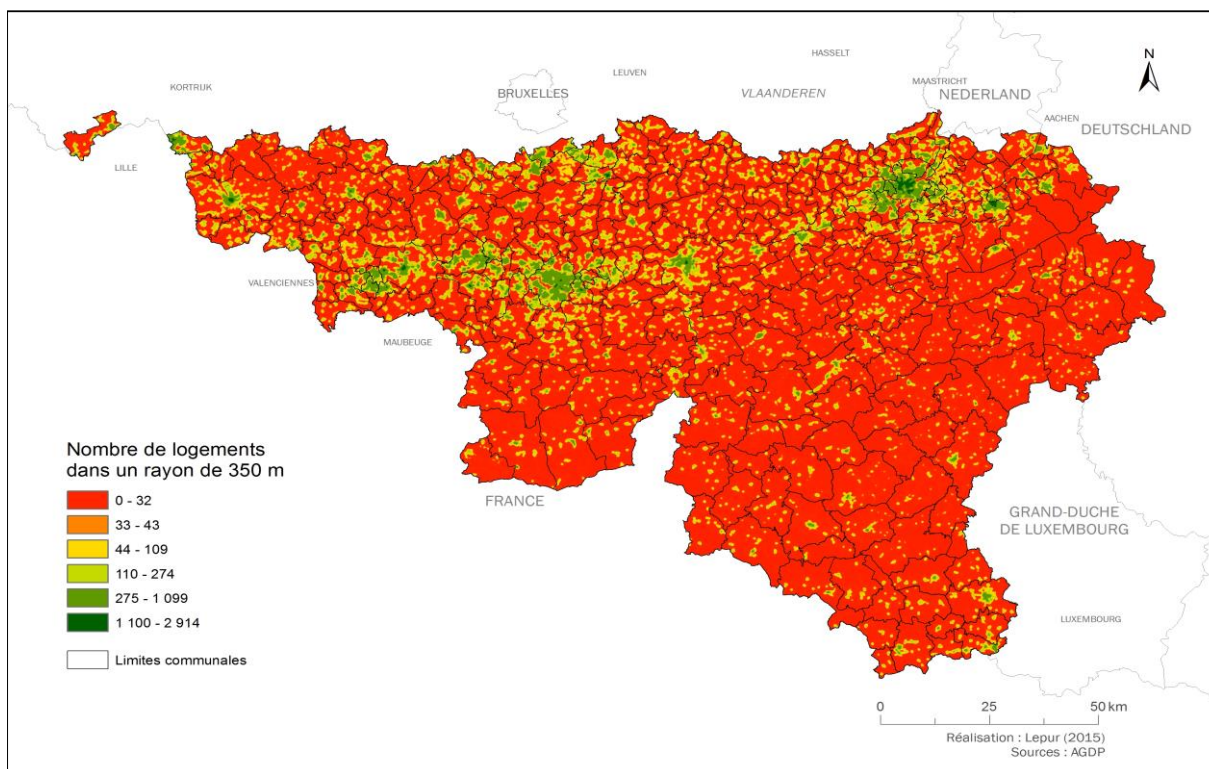 HASSELT
LEUVEN
MAASTRICHT
N
KORTRIJK
BRUXELLES
VLAANDEREN
NEDERLAND
AACHEN
DEUTSCHLAND
LILLE
VALENCIENNES
MAUBEUGE
Nombre de logements
dans un rayon de 350 m
0 - 32
33 - 43
44 - 109
110 - 274
275 - 1 099
1 100 - 2 914
Limites communales
FRANCE
GRAND-DUCHE
DE LUXEMBOURG
LUXEMBOURG
0 25 50 km
Réalisation : Lepur (2015)
Sources : AGDP